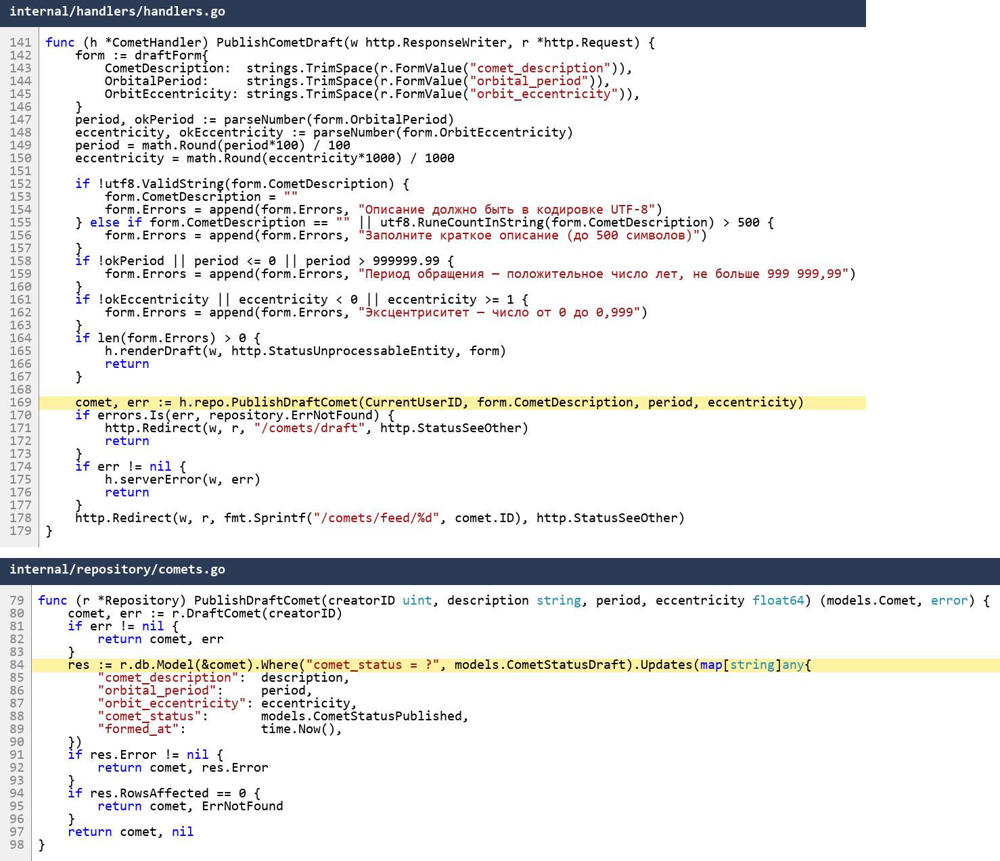 internal/handlers/handlers.go
141 func (h *CometHandler) PublishCometDraft(w http.ResponseWriter, r *http.Request) {
142     form := draftForm{
143         CometDescription:  strings.TrimSpace(r.FormValue("comet_description")),
144         OrbitalPeriod:     strings.TrimSpace(r.FormValue("orbital_period")),
145         OrbitEccentricity: strings.TrimSpace(r.FormValue("orbit_eccentricity")),
146     }
147     period, okPeriod := parseNumber(form.OrbitalPeriod)
148     eccentricity, okEccentricity := parseNumber(form.OrbitEccentricity)
149     period = math.Round(period*100) / 100
150     eccentricity = math.Round(eccentricity*1000) / 1000
151
152     if !utf8.ValidString(form.CometDescription) {
153         form.CometDescription = ""
154         form.Errors = append(form.Errors, "Описание должно быть в кодировке UTF-8")
155     } else if form.CometDescription == "" || utf8.RuneCountInString(form.CometDescription) > 500 {
156         form.Errors = append(form.Errors, "Заполните краткое описание (до 500 символов)")
157     }
158     if !okPeriod || period <= 0 || period > 999999.99 {
159         form.Errors = append(form.Errors, "Период обращения — положительное число лет, не больше 999 999,99")
160     }
161     if !okEccentricity || eccentricity < 0 || eccentricity >= 1 {
162         form.Errors = append(form.Errors, "Эксцентриситет — число от 0 до 0,999")
163     }
164     if len(form.Errors) > 0 {
165         h.renderDraft(w, http.StatusUnprocessableEntity, form)
166         return
167     }
168
169     comet, err := h.repo.PublishDraftComet(CurrentUserID, form.CometDescription, period, eccentricity)
170     if errors.Is(err, repository.ErrNotFound) {
171         http.Redirect(w, r, "/comets/draft", http.StatusSeeOther)
172         return
173     }
174     if err != nil {
175         h.serverError(w, err)
176         return
177     }
178     http.Redirect(w, r, fmt.Sprintf("/comets/feed/%d", comet.ID), http.StatusSeeOther)
179 }
internal/repository/comets.go
79 func (r *Repository) PublishDraftComet(creatorID uint, description string, period, eccentricity float64) (models.Comet, error) {
80     comet, err := r.DraftComet(creatorID)
81     if err != nil {
82         return comet, err
83     }
84     res := r.db.Model(&comet).Where("comet_status = ?", models.CometStatusDraft).Updates(map[string]any{
85         "comet_description":  description,
86         "orbital_period":     period,
87         "orbit_eccentricity": eccentricity,
88         "comet_status":       models.CometStatusPublished,
89         "formed_at":          time.Now(),
90     })
91     if res.Error != nil {
92         return comet, res.Error
93     }
94     if res.RowsAffected == 0 {
95         return comet, ErrNotFound
96     }
97     return comet, nil
98 }